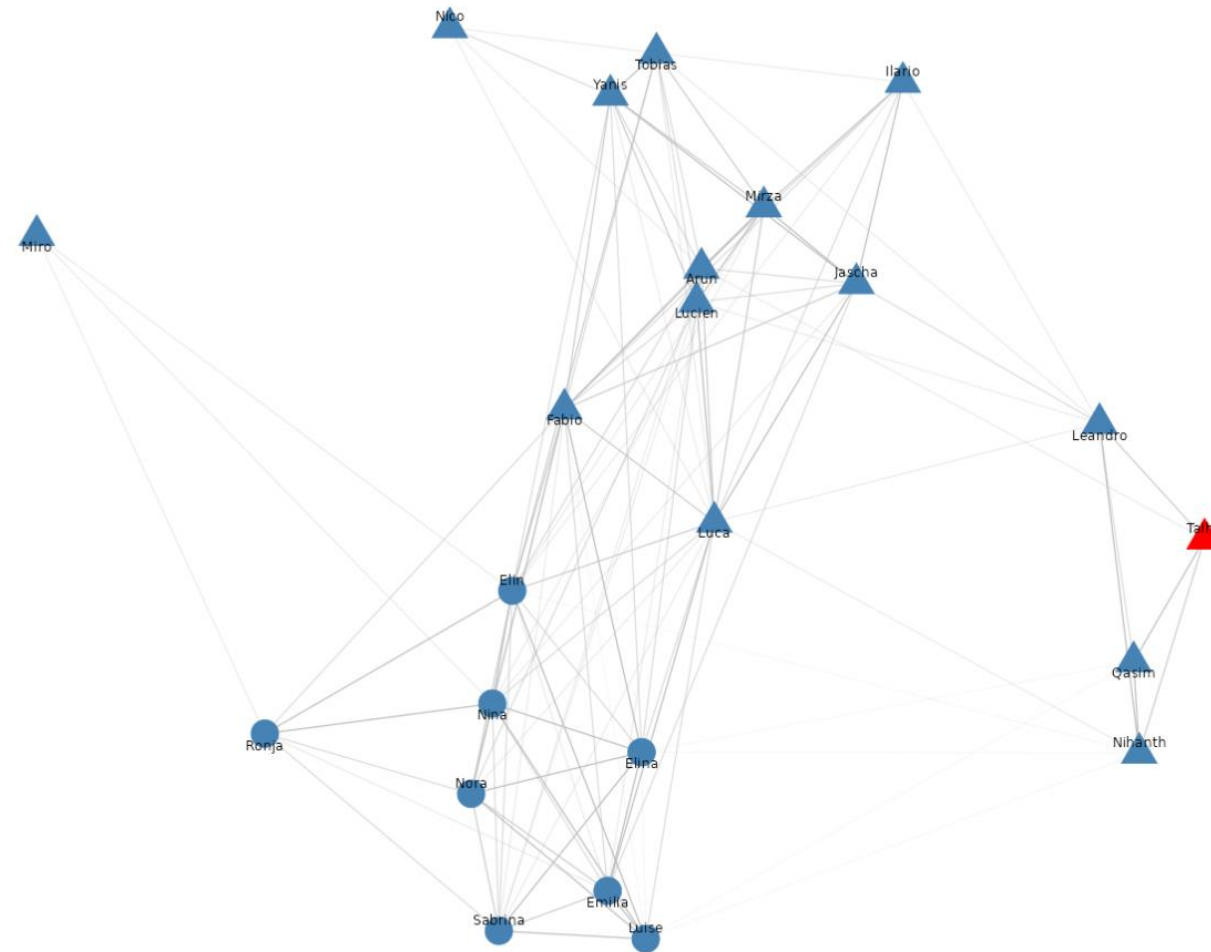 Nico
Tobias
Ilario
Yanis
Mirza
Miro
Jascha
Arun
Lucien
Fabio
Leandro
Talh
Luca
Elin
Qasim
Nina
Ronja
Nihanth
Elina
Nora
Emilia
Sabrina
Luise